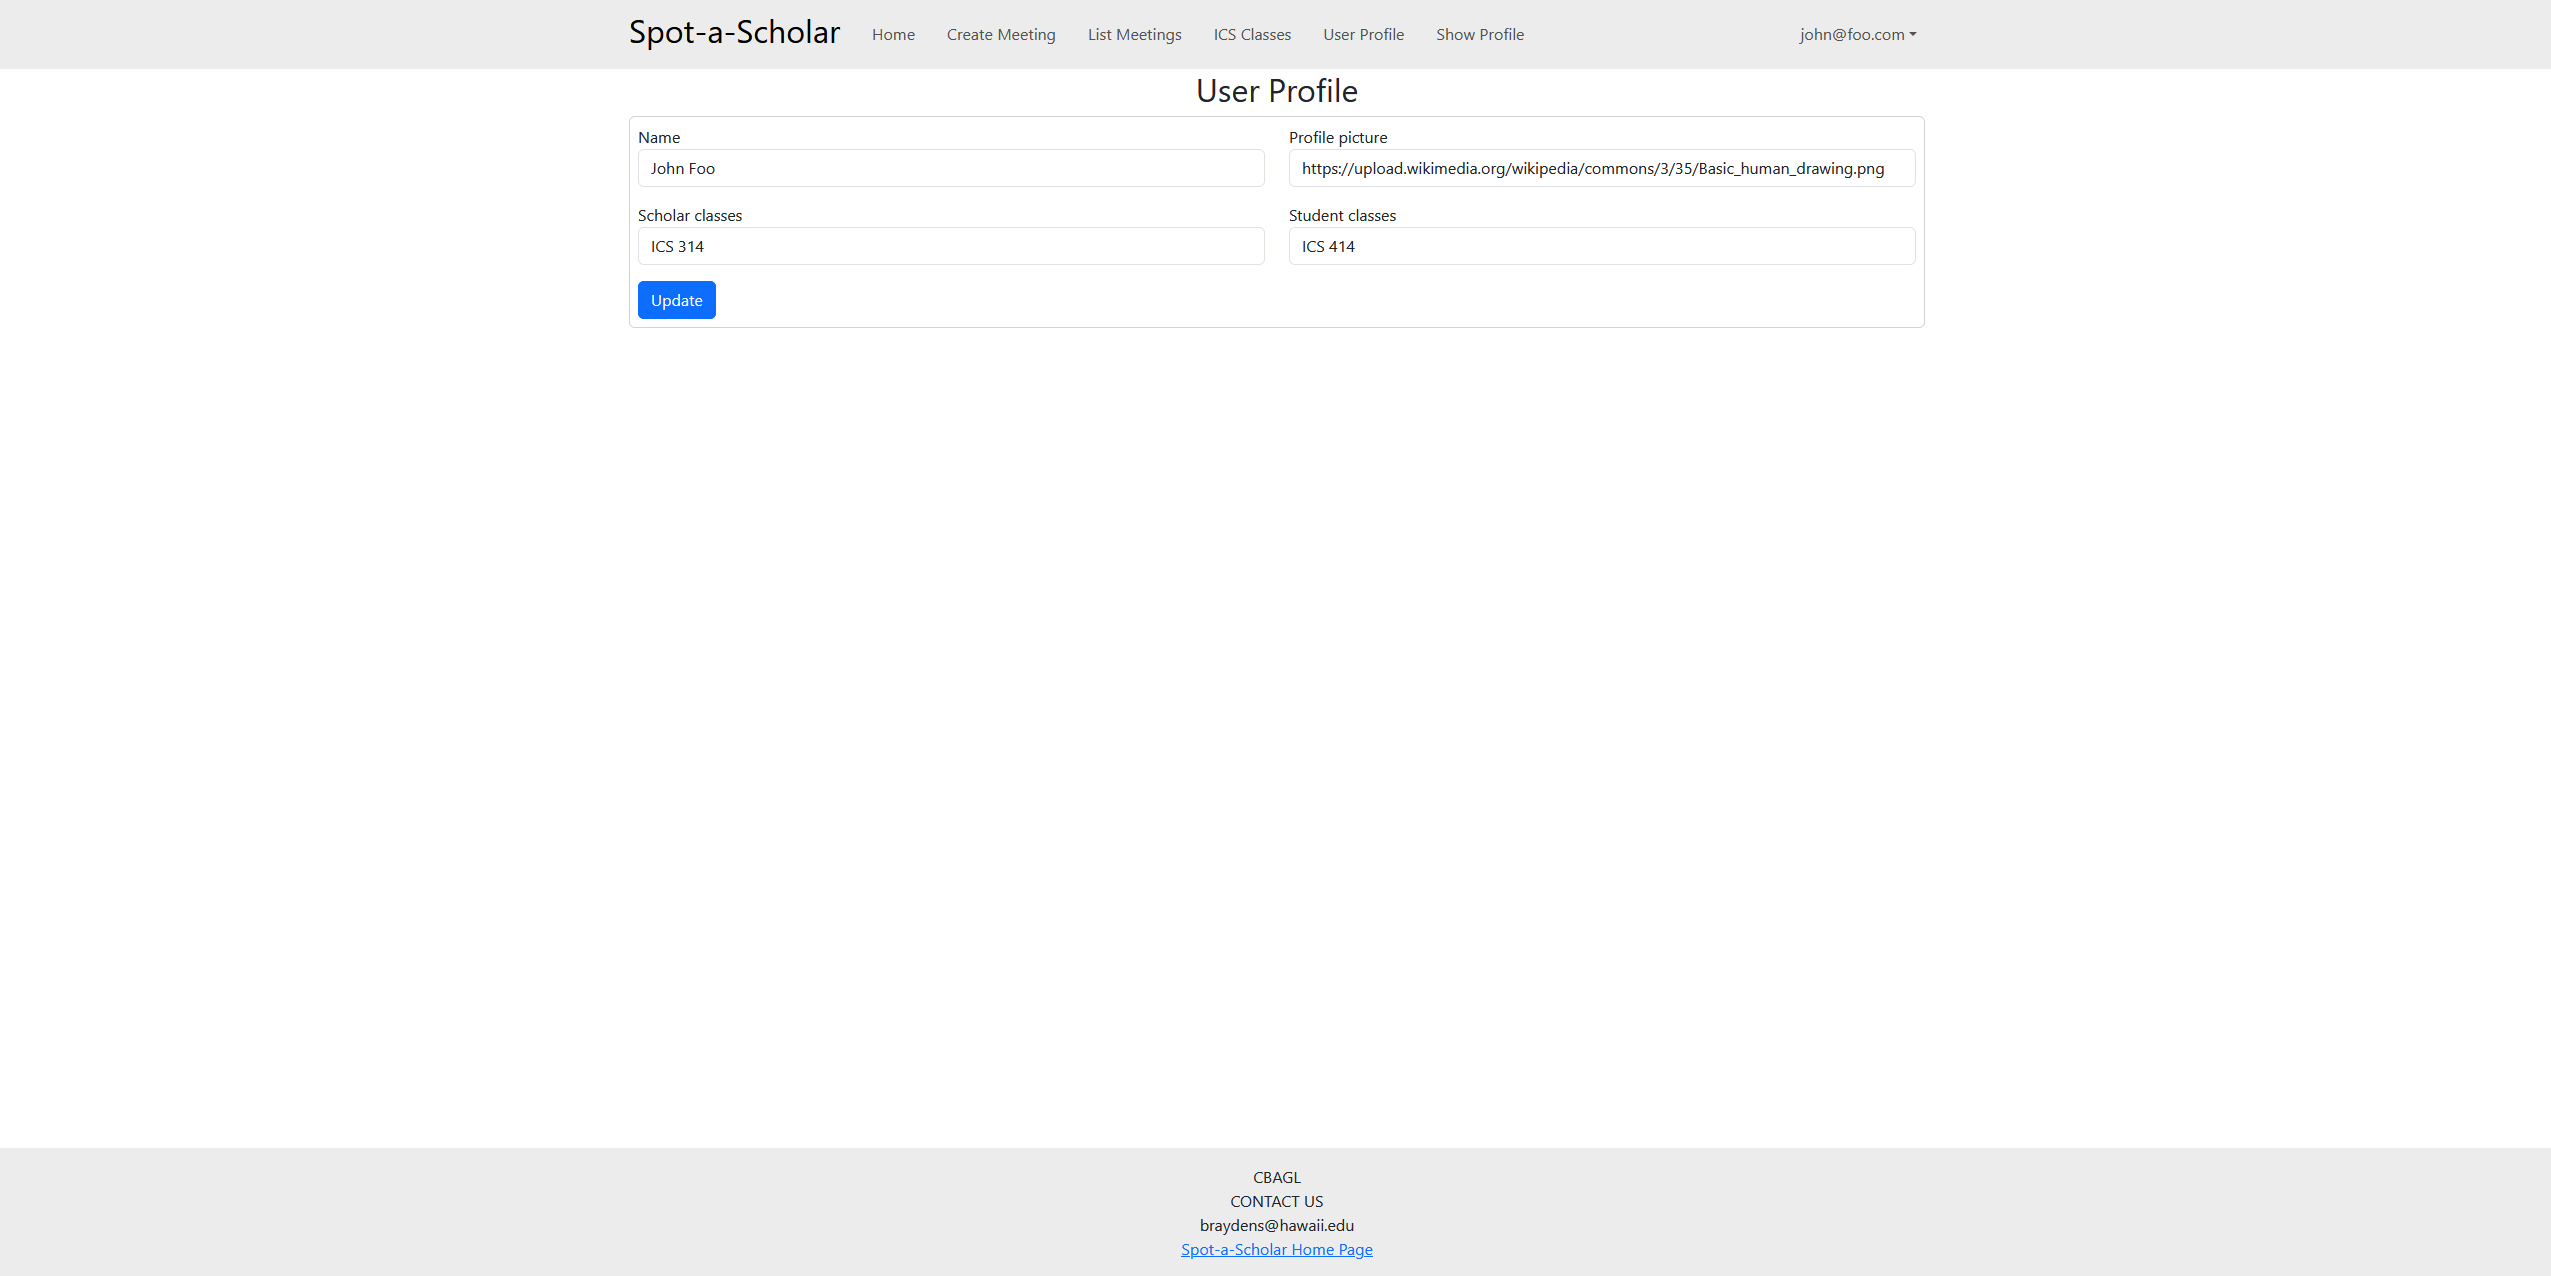 Spot-a-Scholar Home Create Meeting List Meetings ICS Classes User Profile Show Profile john@foo.com
User Profile
Name Profile picture
John Foo https://upload.wikimedia.org/wikipedia/commons/3/35/Basic_human_drawing.png
Scholar classes Student classes
ICS 314 ICS 414
Update
CBAGL
CONTACT US
braydens@hawaii.edu
Spot-a-Scholar Home Page